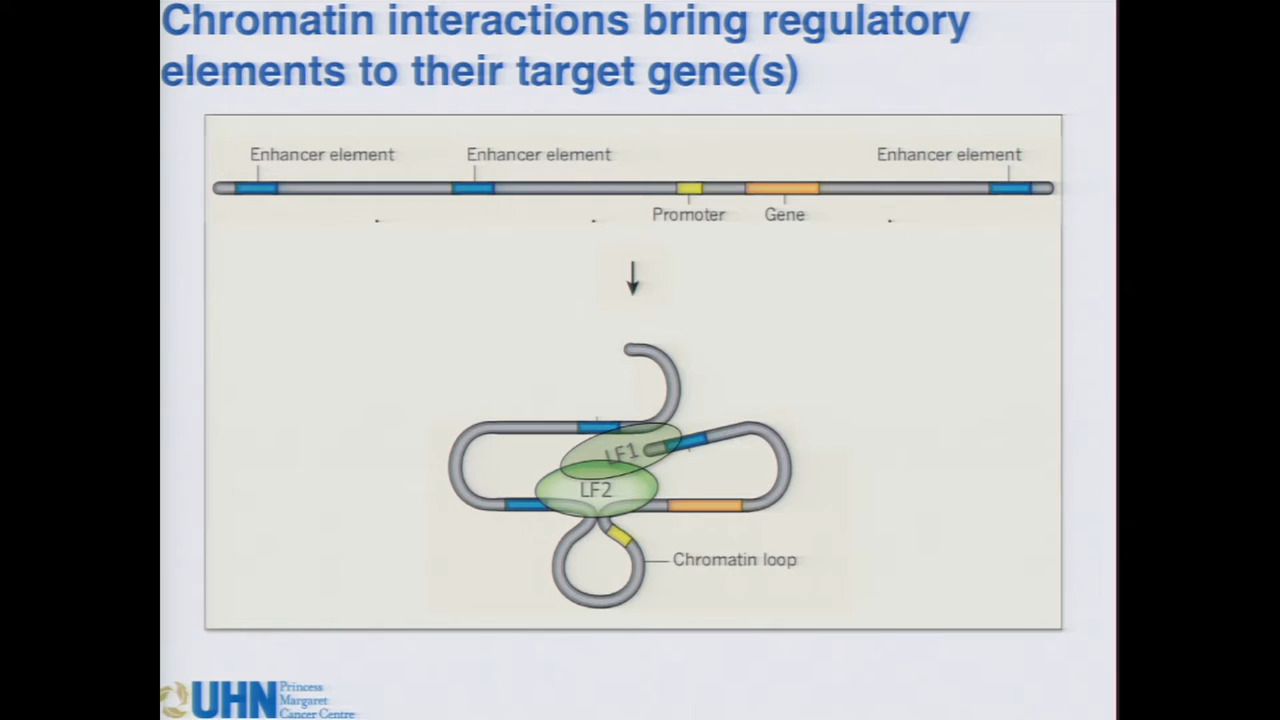 Chromatin interactions bring regulatory
elements to their target gene(s)
Enhancer element
Enhancer element
Enhancer element
Promoter
Gene
LF1
LF2
Chromatin loop
UHN
Princess
Margaret
Cancer Centre